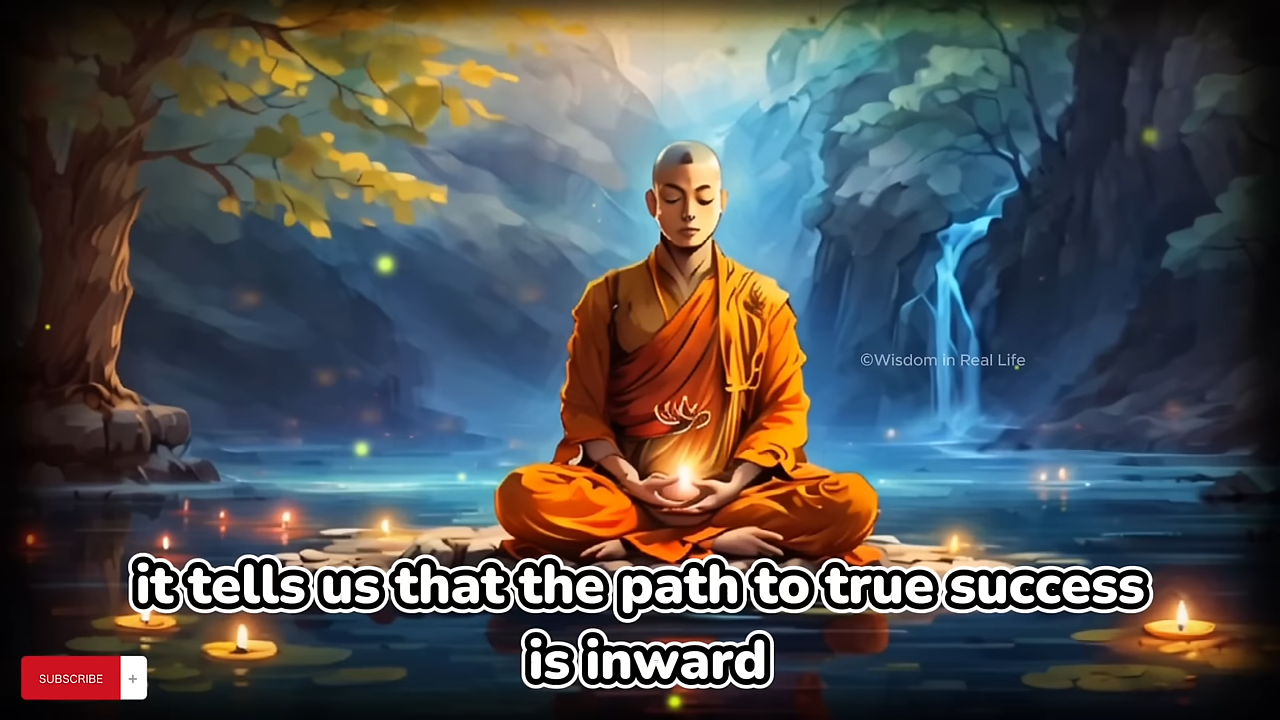 ©Wisdom in Real Life
it tells us that the path to true success
is inward
SUBSCRIBE +